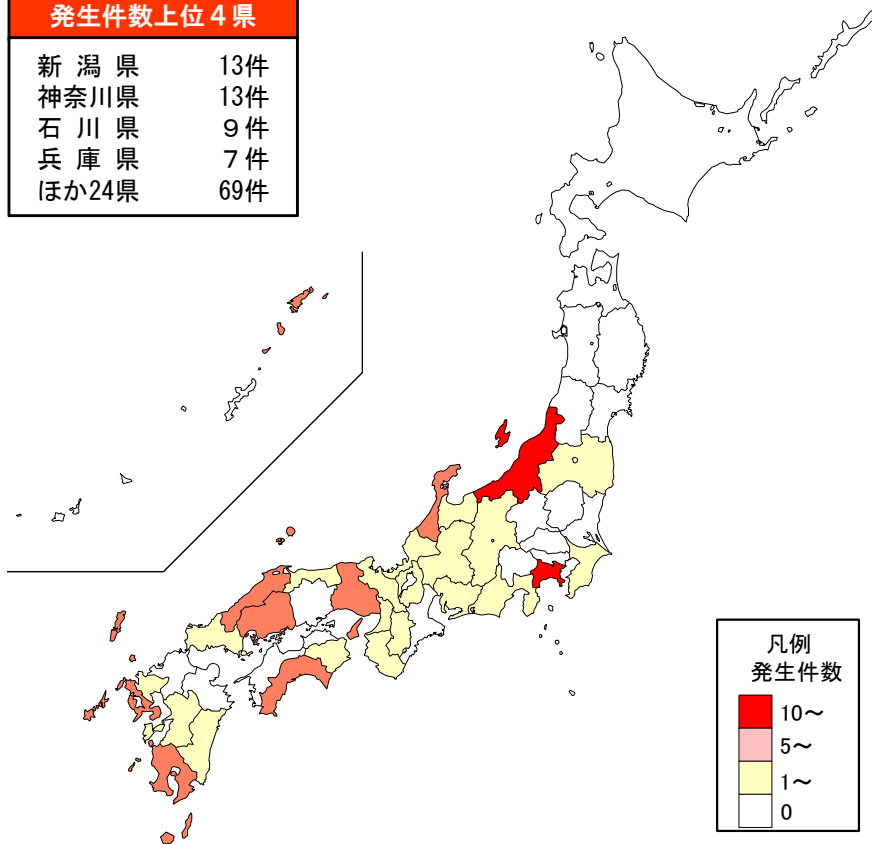 発生件数上位４県
新 潟 県 13件
神奈川県 13件
石 川 県 ９件
兵 庫 県 ７件
ほか24県 69件
凡例
発生件数
10～
5～
1～
0